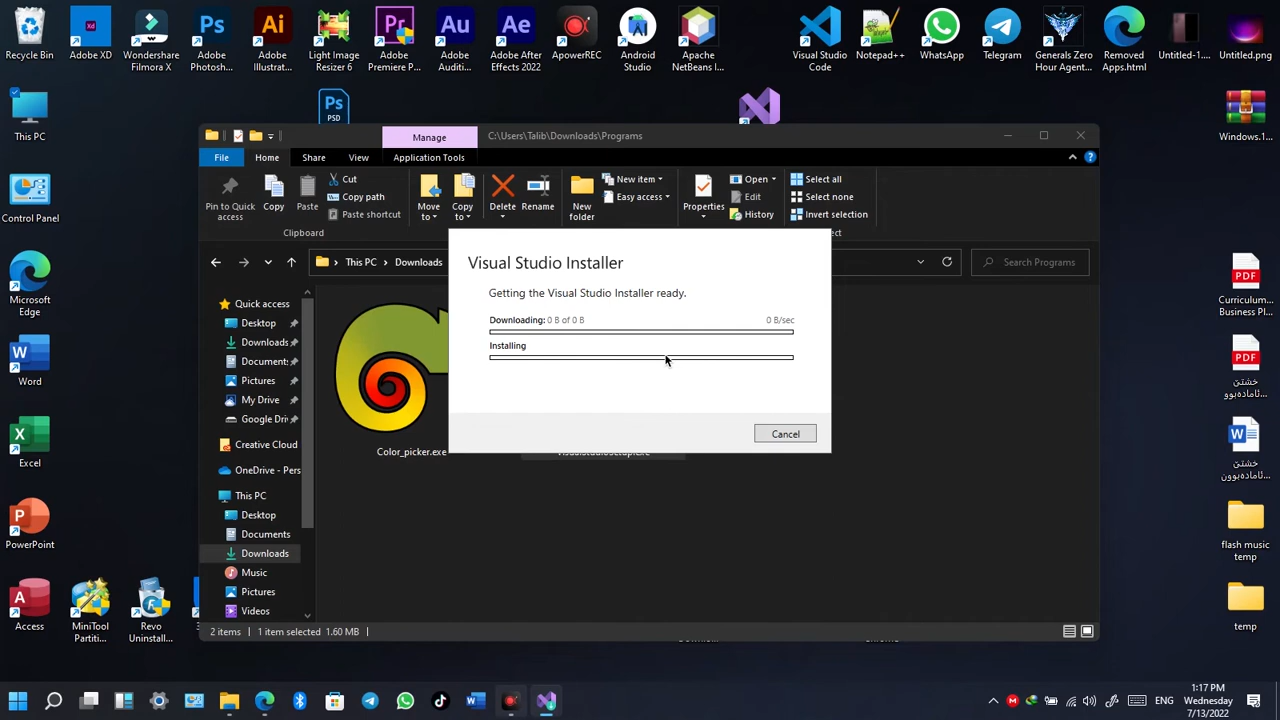 Recycle Bin
Adobe XD
Wondershare
Filmora X
Adobe
Photosh...
Adobe
Illustrat...
Light Image
Resizer 6
Adobe
Premiere P...
Adobe
Auditi...
Adobe After
Effects 2022
ApowerREC
Android
Studio
Apache
NetBeans I...
Visual Studio
Code
Notepad++
WhatsApp
Telegram
Generals Zero
Hour Agent...
Removed
Apps.html
Untitled-1....
Untitled.png
This PC
PSD
Windows.1...
Manage
C:\Users\Talib\Downloads\Programs
File
Home
Share
View
Application Tools
Pin to Quick
access
Copy
Paste
Cut
Copy path
Paste shortcut
Clipboard
Move
to
Copy
to
Delete
Rename
New
folder
New item
Easy access
Properties
Open
Edit
History
Select all
Select none
Invert selection
Control Panel
This PC
Downloads
Search Programs
Visual Studio Installer
Getting the Visual Studio Installer ready.
Downloading: 0 B of 0 B
0 B/sec
Installing
Cancel
Microsoft
Edge
Word
Excel
PowerPoint
Access
MiniTool
Partiti...
Revo
Uninstall...
Quick access
Desktop
Downloads
Document
Pictures
My Drive
Google Dri
Creative Cloud
OneDrive - Pers
This PC
Desktop
Documents
Downloads
Music
Pictures
Videos
Color_picker.exe
2 items
1 item selected 1.60 MB
PDF
Curriculum...
Business Pl...
PDF
خشتێ
ئامادەبوو...
خشتێ
ئامادەبوون...
flash music
temp
temp
ENG
1:17 PM
Wednesday
7/13/2022